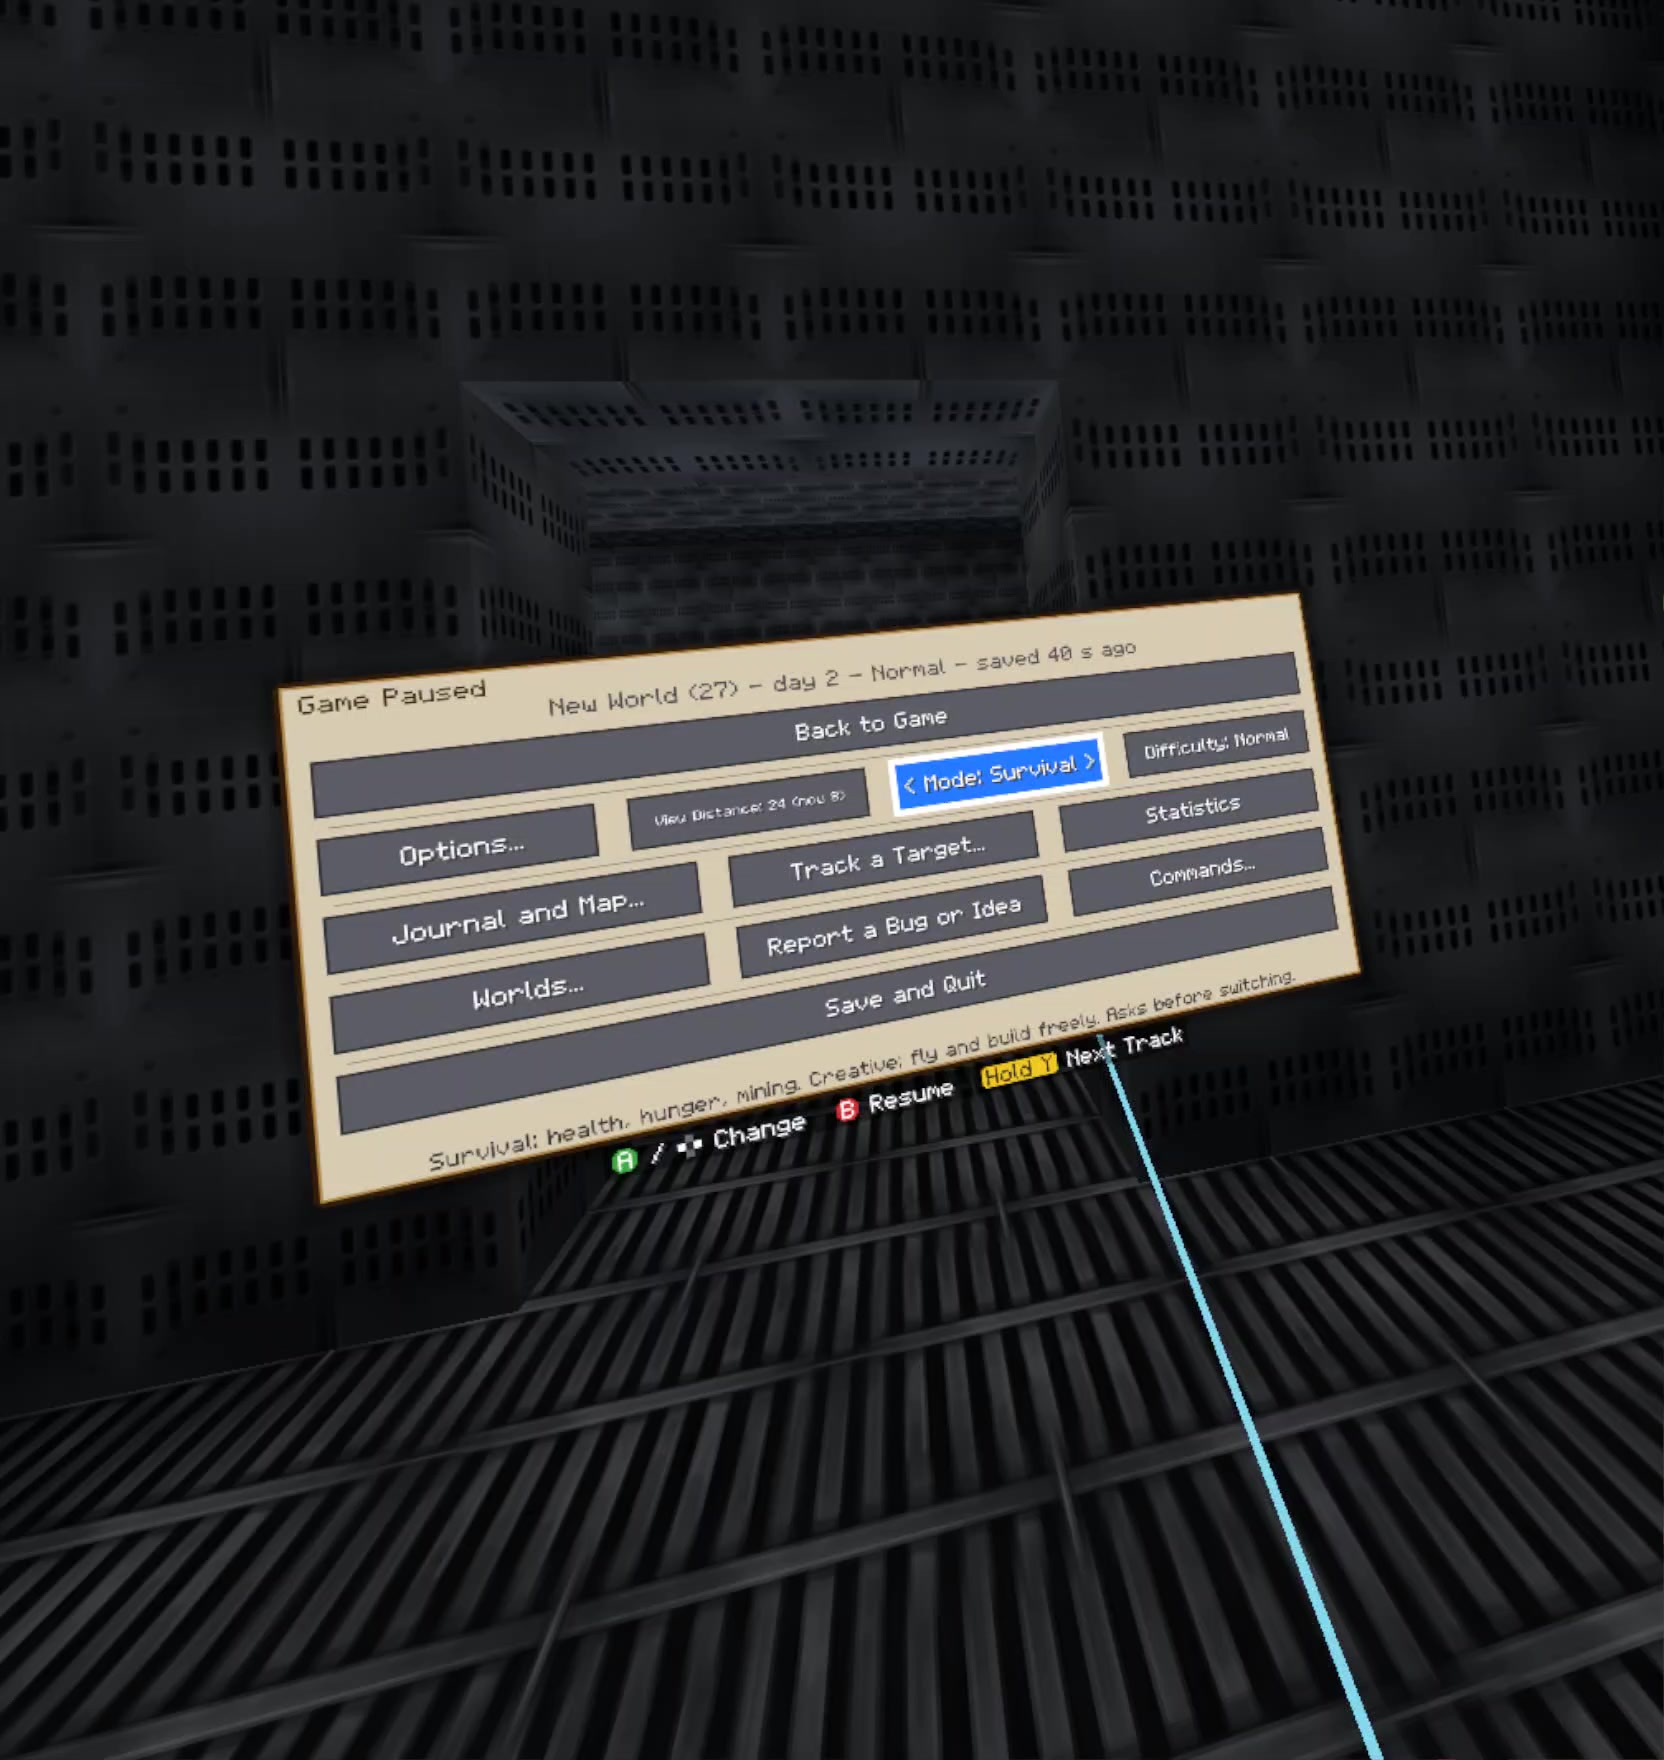 Game Paused
New World (27) - day 2 - Normal - saved 40 s ago
Back to Game
Options...
View Distance: 24 (now 8)
< Mode: Survival >
Difficulty: Normal
Journal and Map...
Track a Target...
Statistics
Worlds...
Report a Bug or Idea
Commands...
Save and Quit
Survival: health, hunger, mining. Creative: fly and build freely. Asks before switching.
A / Change B Resume Hold Y Next Track